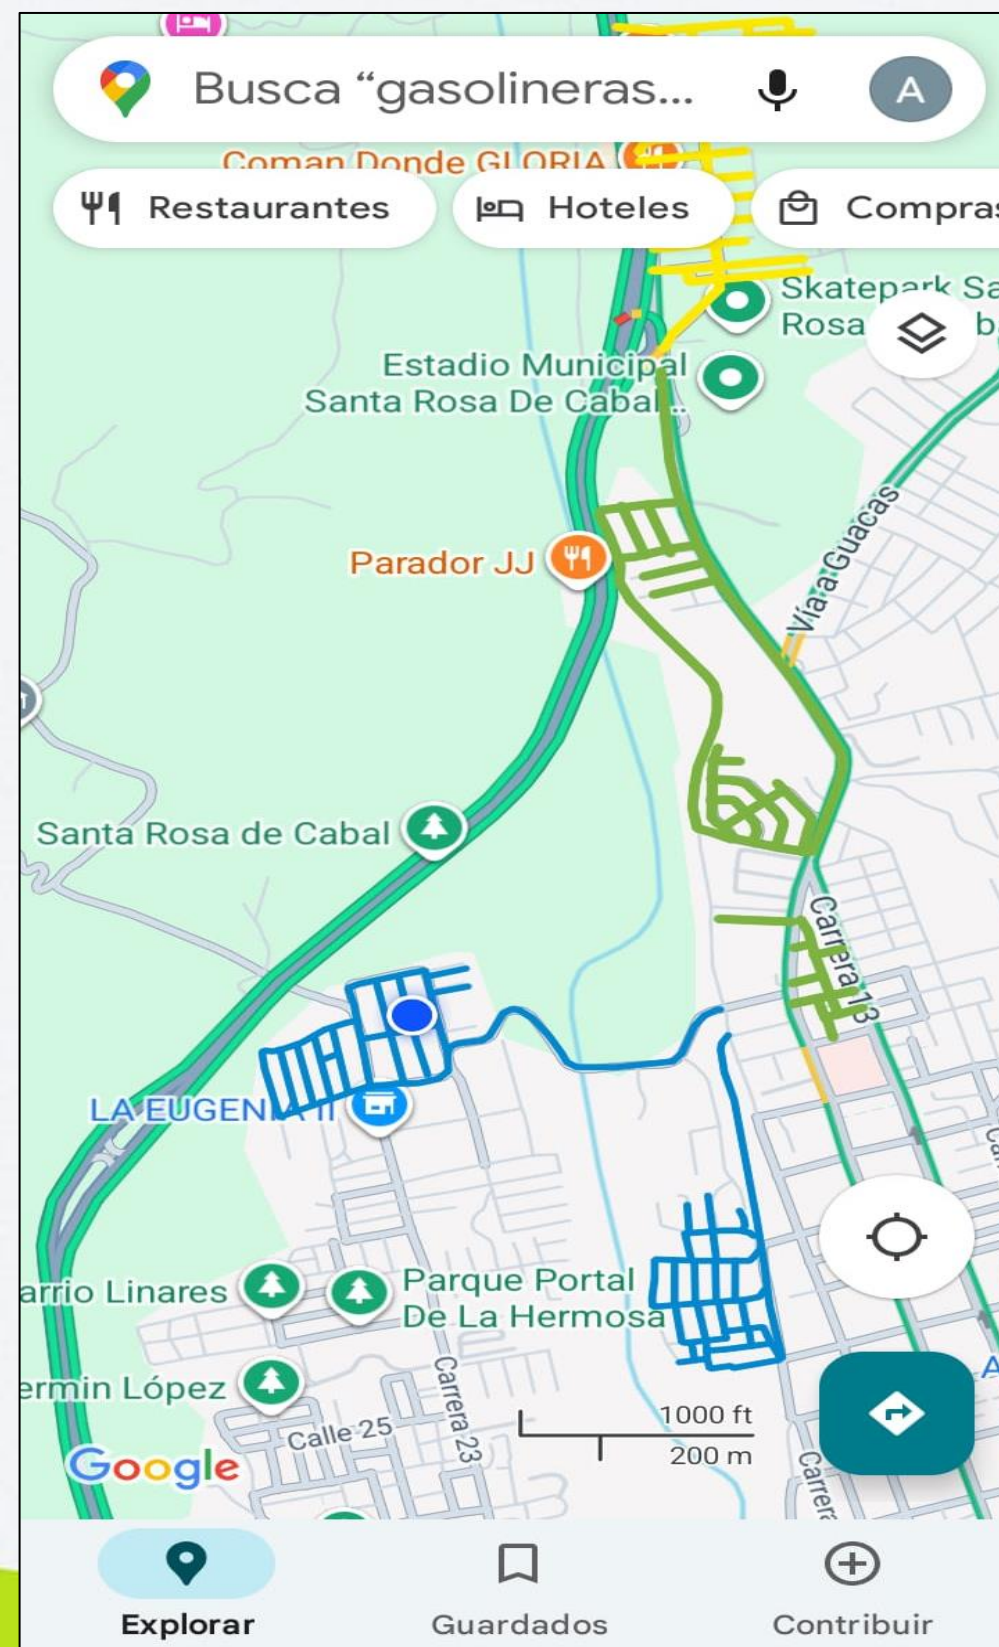 Busca “gasolineras...
A
Coman Donde GLORIA
Restaurantes
Hoteles
Compras
Skatepark Sa
Rosa
b
Estadio Municipal
Santa Rosa De Cabal...
Vía a Guacas
Parador JJ
Santa Rosa de Cabal
Carrera 13
LA EUGENIA II
arrio Linares
Parque Portal
De La Hermosa
ermin López
Carrera 23
Calle 25
1000 ft
200 m
Google
Carrera
Explorar
Guardados
Contribuir